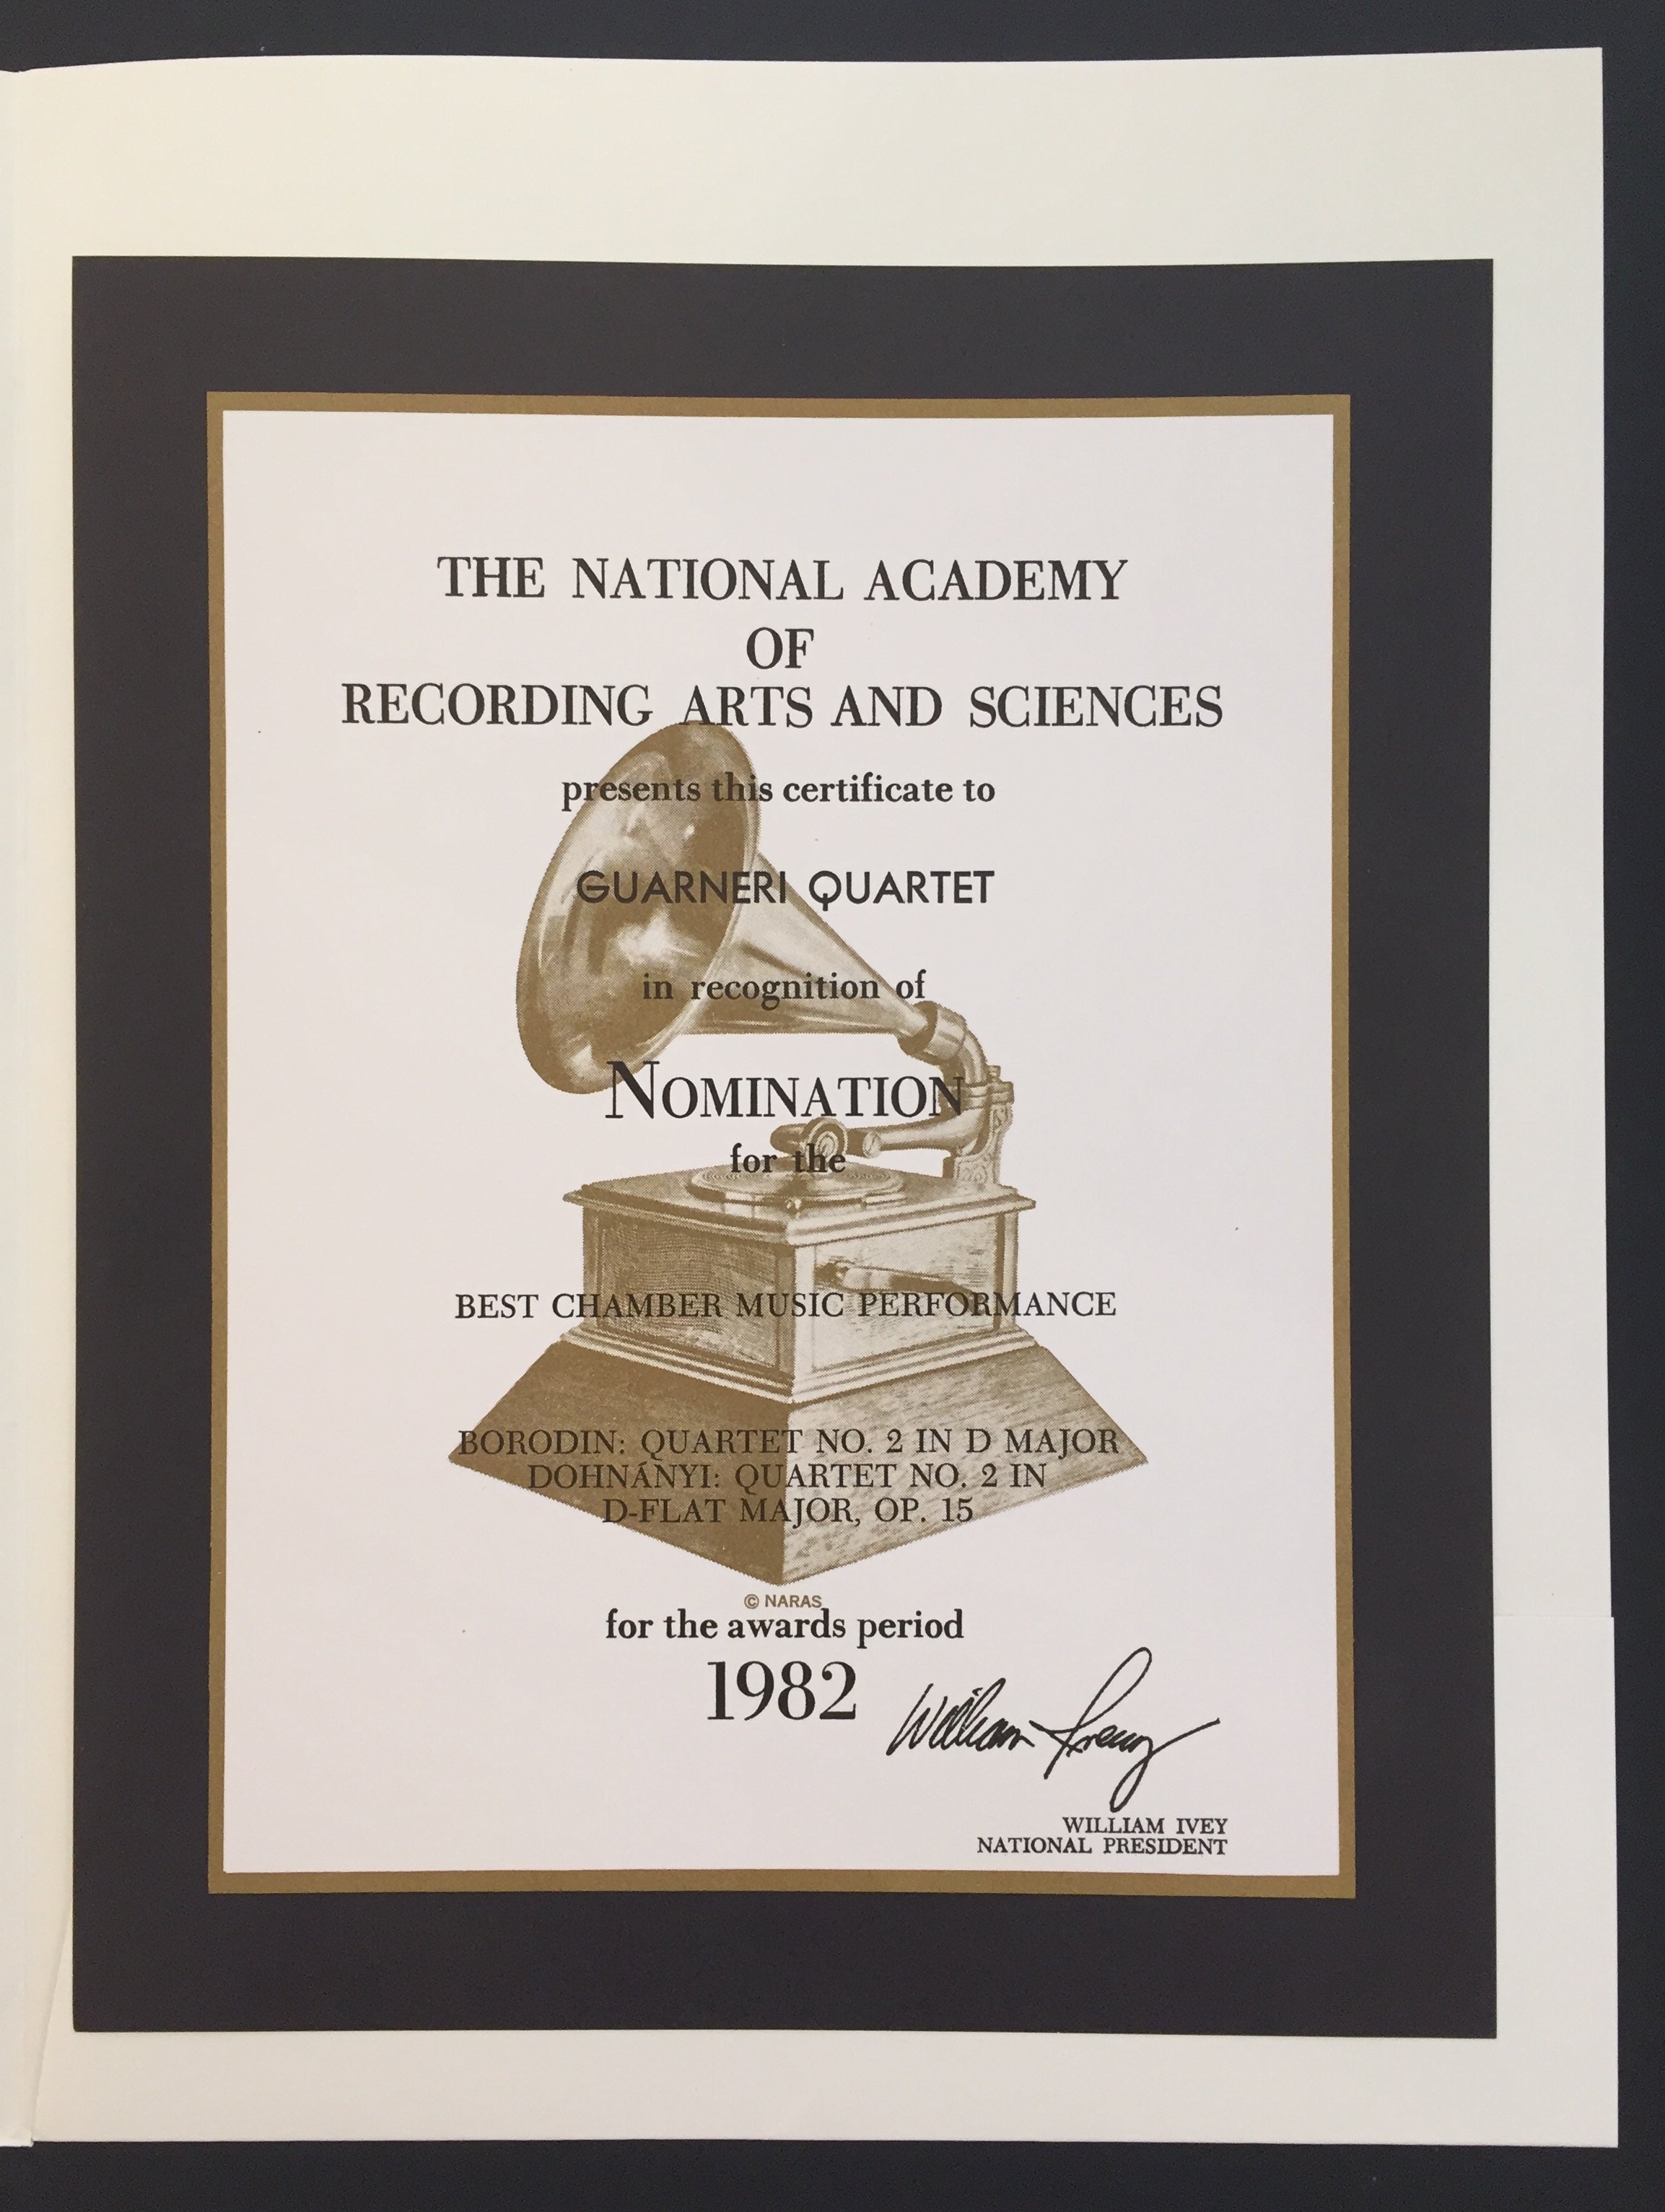 THE NATIONAL ACADEMY
OF
RECORDING ARTS AND SCIENCES
presents this certificate to
GUARNERI QUARTET
in recognition of
NOMINATION
for the
BEST CHAMBER MUSIC PERFORMANCE
BORODIN: QUARTET NO. 2 IN D MAJOR
DOHNÁNYI: QUARTET NO. 2 IN
D-FLAT MAJOR, OP. 15
© NARAS
for the awards period
1982
William Ivey
WILLIAM IVEY
NATIONAL PRESIDENT